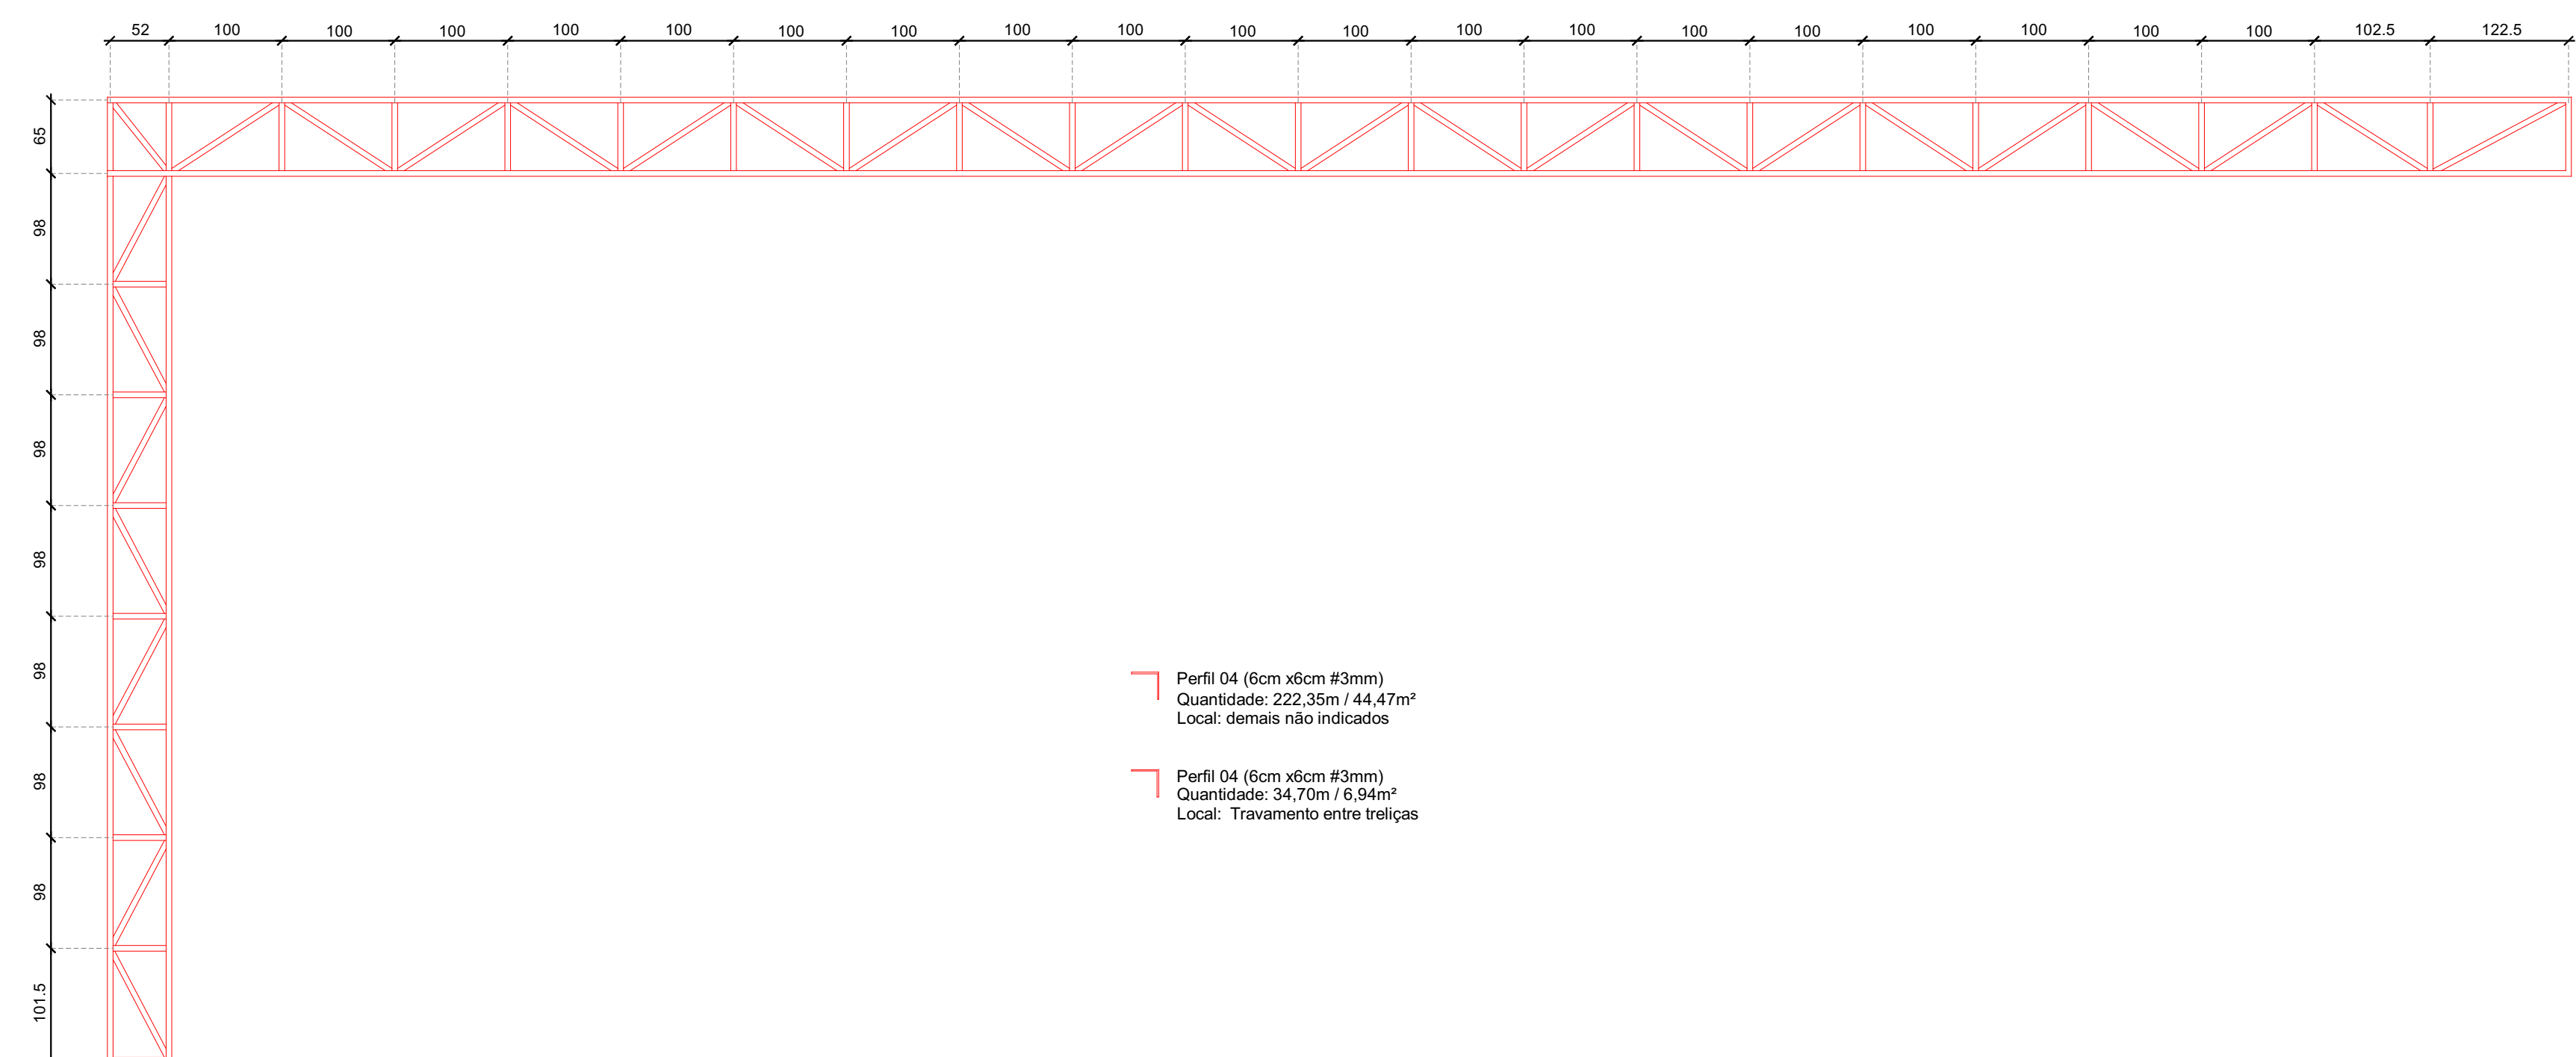 52 100 100 100 100 100 100 100 100 100 100 100 100 100 100 100 100 100 100 100 102.5 122.5
65
98
98
98
98
98
Perfil 04 (6cm x6cm #3mm)
Quantidade: 222,35m / 44,47m²
Local: demais não indicados
98
Perfil 04 (6cm x6cm #3mm)
Quantidade: 34,70m / 6,94m²
Local: Travamento entre treliças
98
101.5